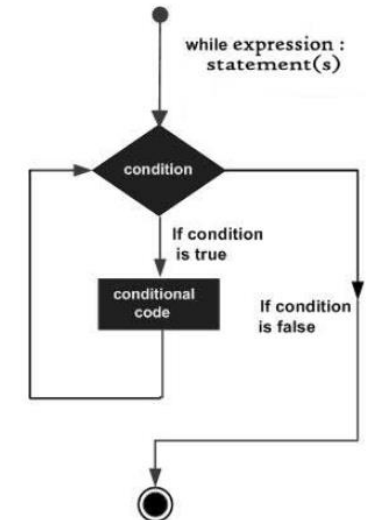 while expression :
statement(s)
condition
If condition
is true
conditional
code
If condition
is false